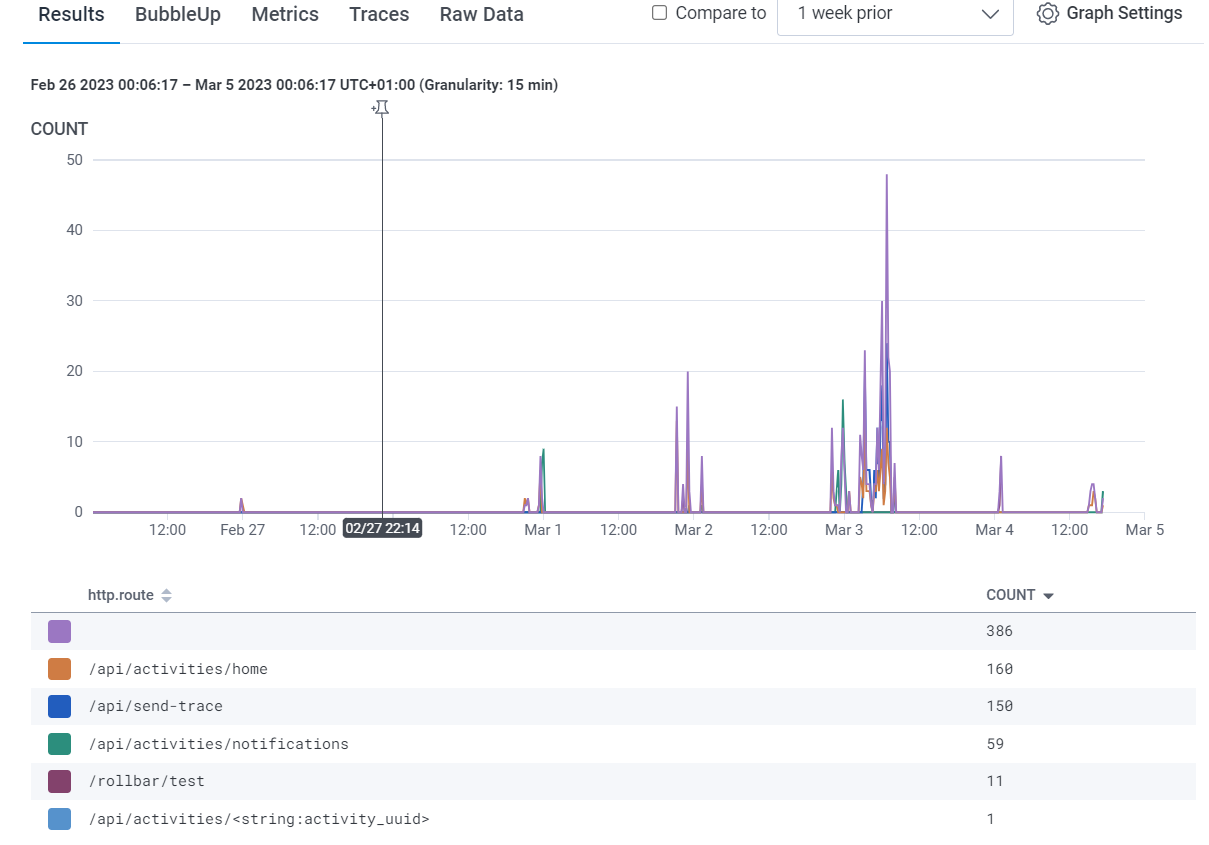 Results BubbleUp Metrics Traces Raw Data Compare to 1 week prior Graph Settings
Feb 26 2023 00:06:17 – Mar 5 2023 00:06:17 UTC+01:00 (Granularity: 15 min)
COUNT
50
40
30
20
10
0
12:00 Feb 27 12:00 02/27 22:14 12:00 Mar 1 12:00 Mar 2 12:00 Mar 3 12:00 Mar 4 12:00 Mar 5
http.route COUNT
386
/api/activities/home 160
/api/send-trace 150
/api/activities/notifications 59
/rollbar/test 11
/api/activities/<string:activity_uuid> 1